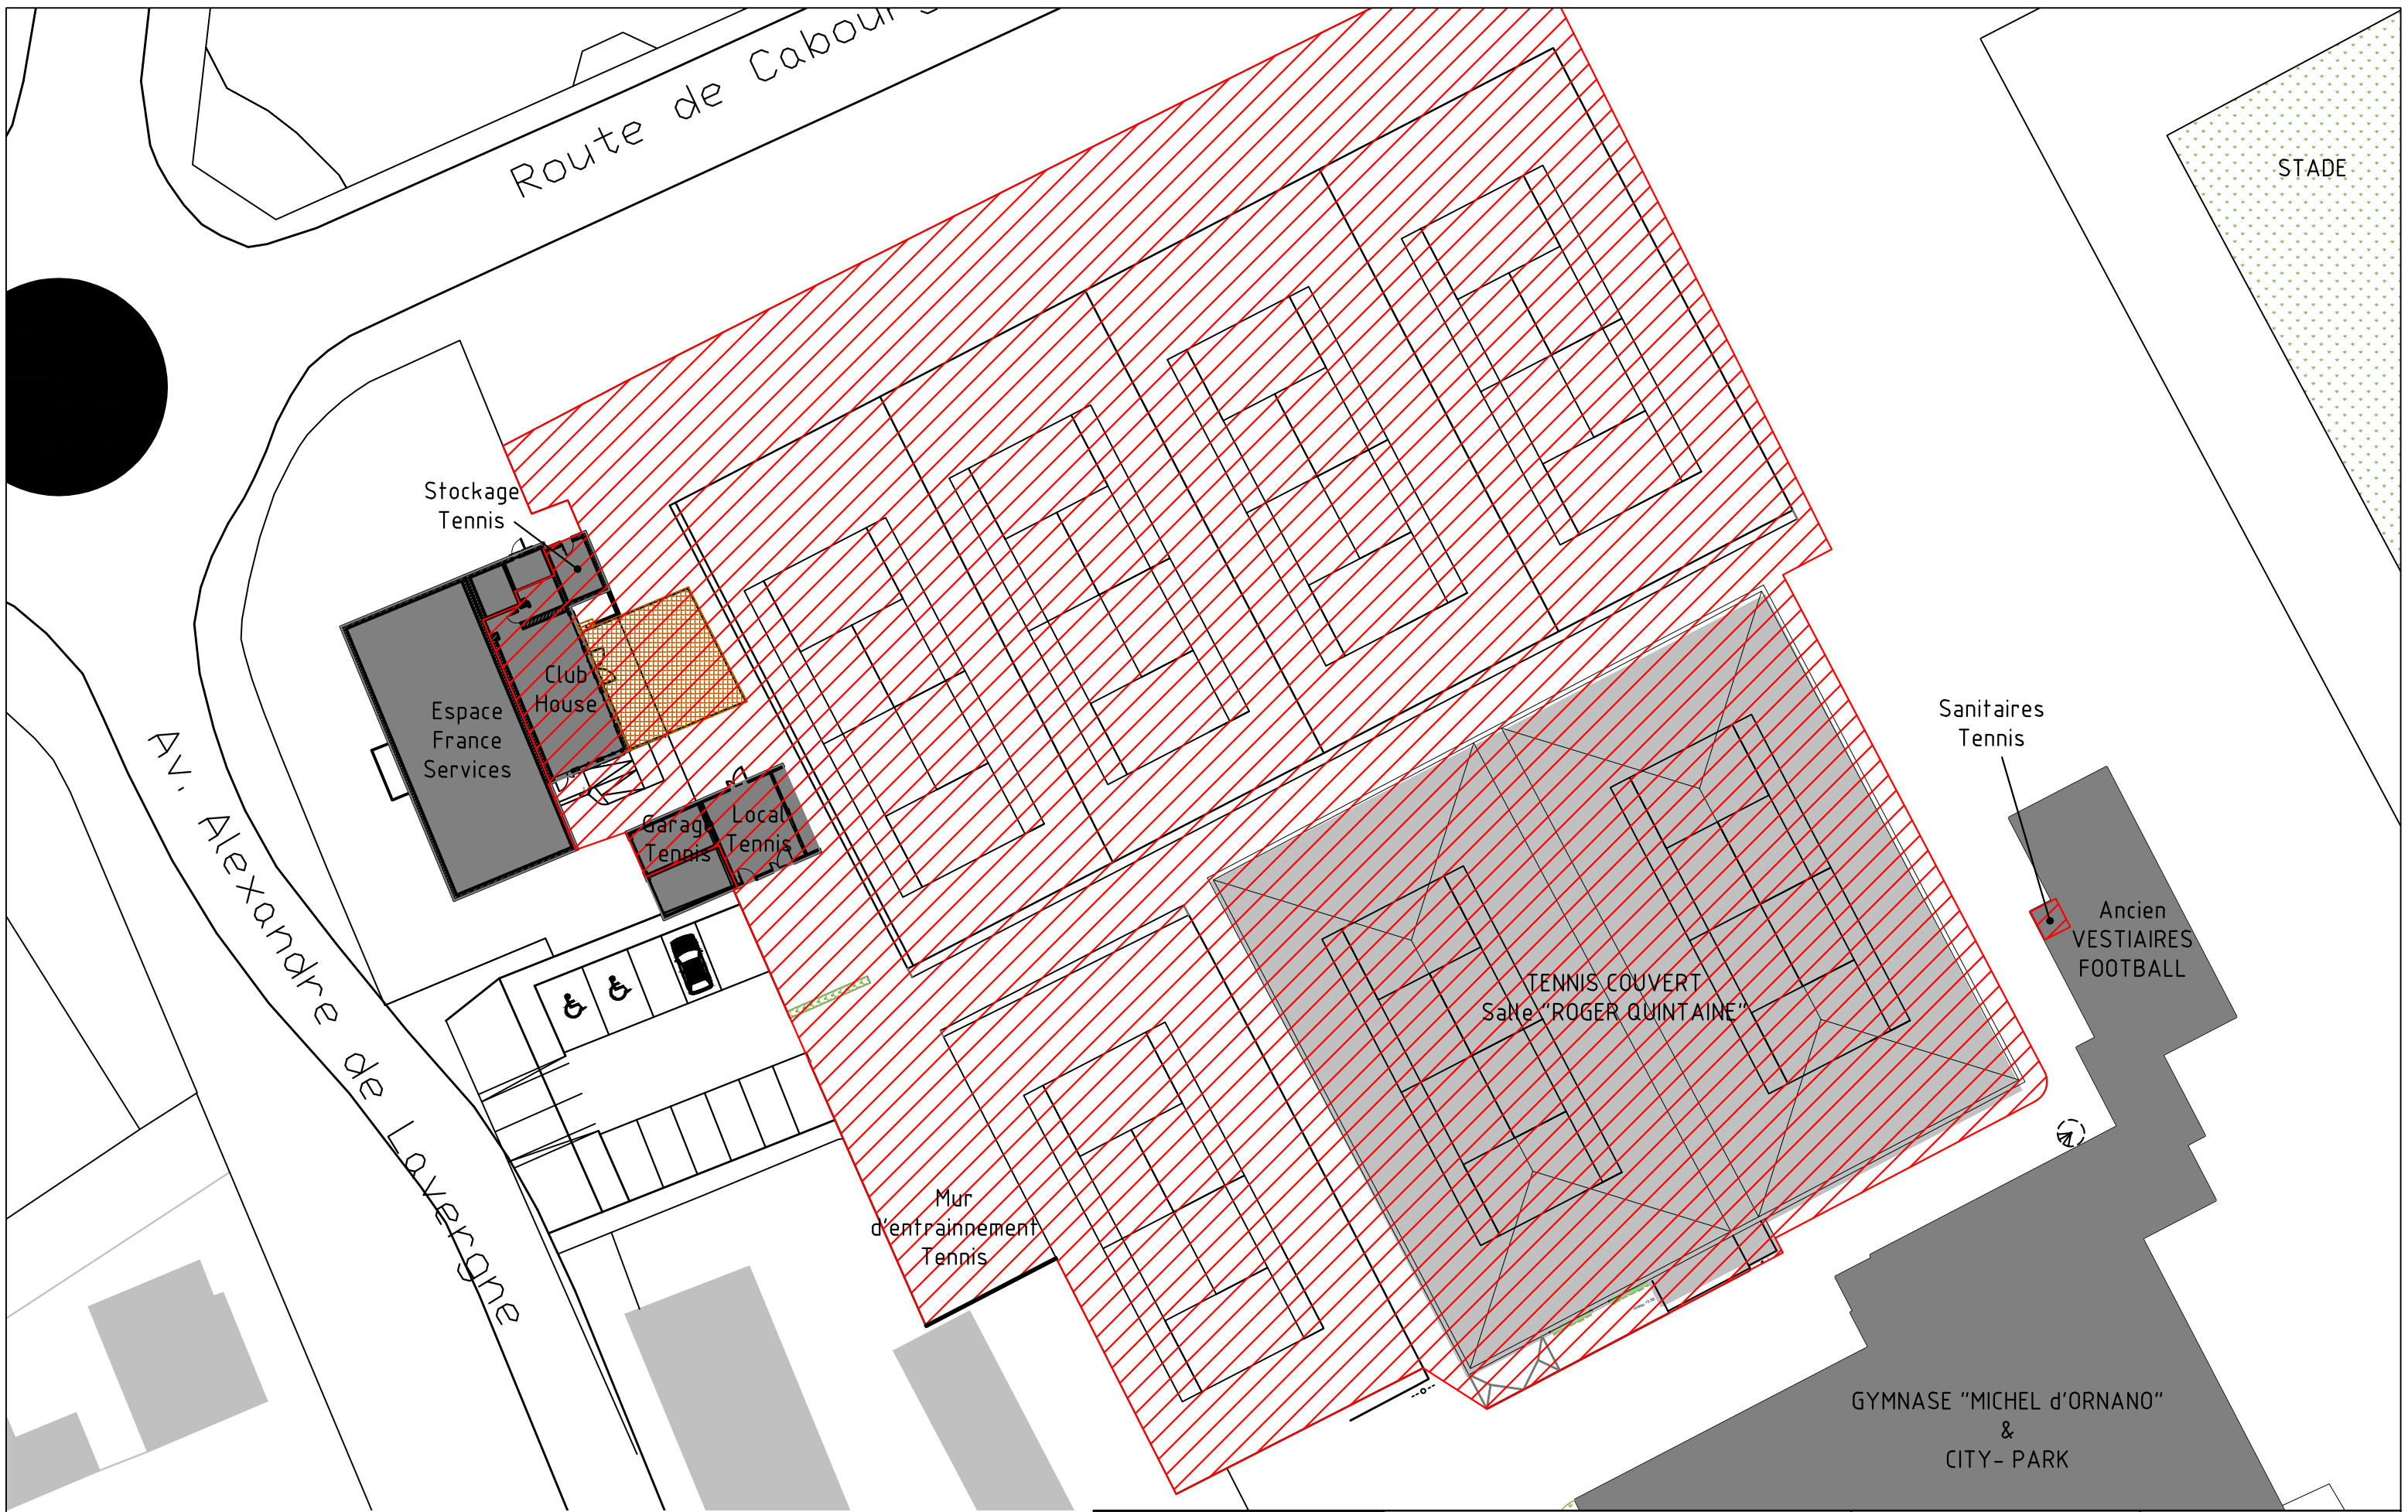 Route de Cabourg
STADE
Stockage
Tennis
Club
House
Espace
France
Services
Sanitaires
Tennis
Garage
Tennis
Local
Tennis
Av. Alexandre de Lavergne
Ancien
VESTIAIRES
FOOTBALL
TENNIS COUVERT
Salle "ROGER QUINTAINE"
Mur
d'entrainnement
Tennis
GYMNASE "MICHEL d'ORNANO"
&
CITY- PARK